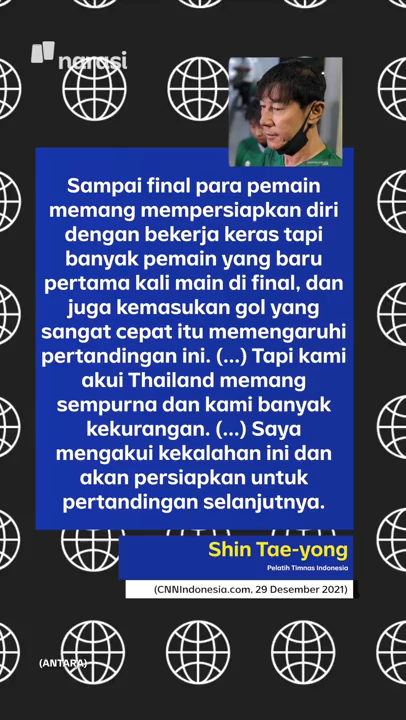 narasi
Sampai final para pemain
memang mempersiapkan diri
dengan bekerja keras tapi
banyak pemain yang baru
pertama kali main di final, dan
juga kemasukan gol yang
sangat cepat itu memengaruhi
pertandingan ini. (...) Tapi kami
akui Thailand memang
sempurna dan kami banyak
kekurangan. (...) Saya
mengakui kekalahan ini dan
akan persiapkan untuk
pertandingan selanjutnya.
Shin Tae-yong
Pelatih Timnas Indonesia
(CNNIndonesia.com, 29 Desember 2021)
(ANTARA)